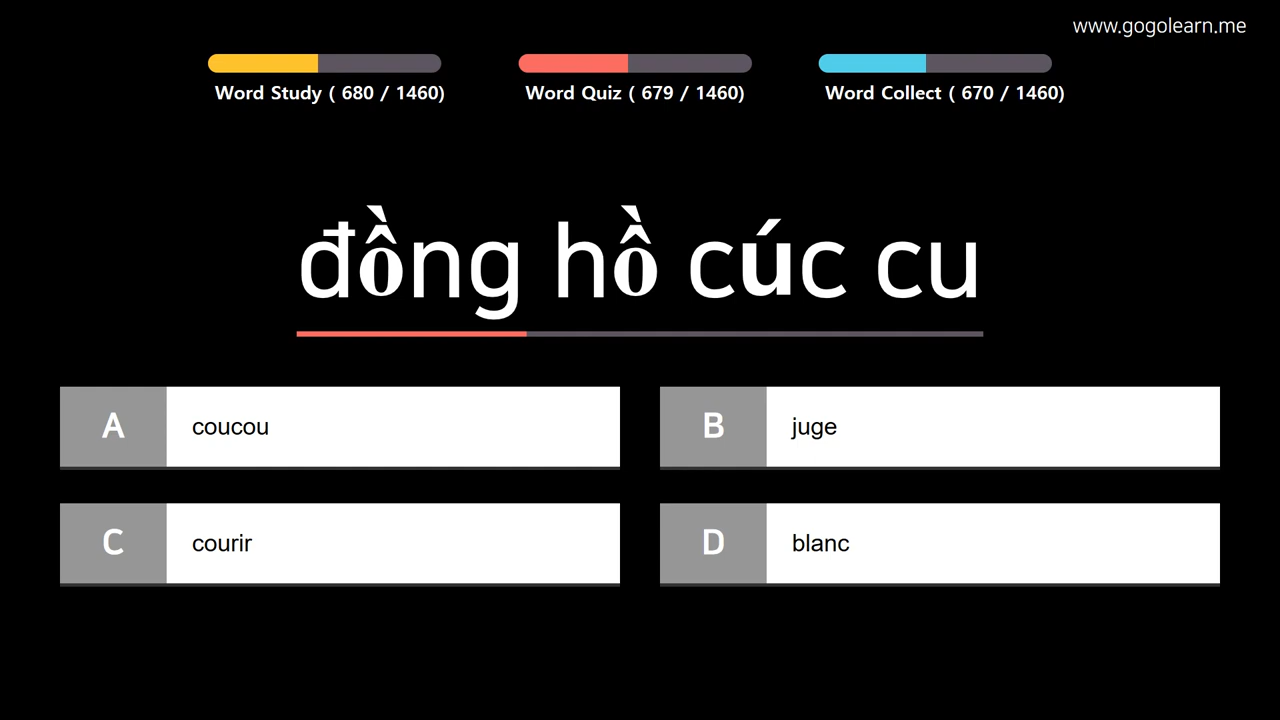 www.gogolearn.me
Word Study ( 680 / 1460)
Word Quiz ( 679 / 1460)
Word Collect ( 670 / 1460)
đồng hồ cúc cu
A coucou
B juge
C courir
D blanc